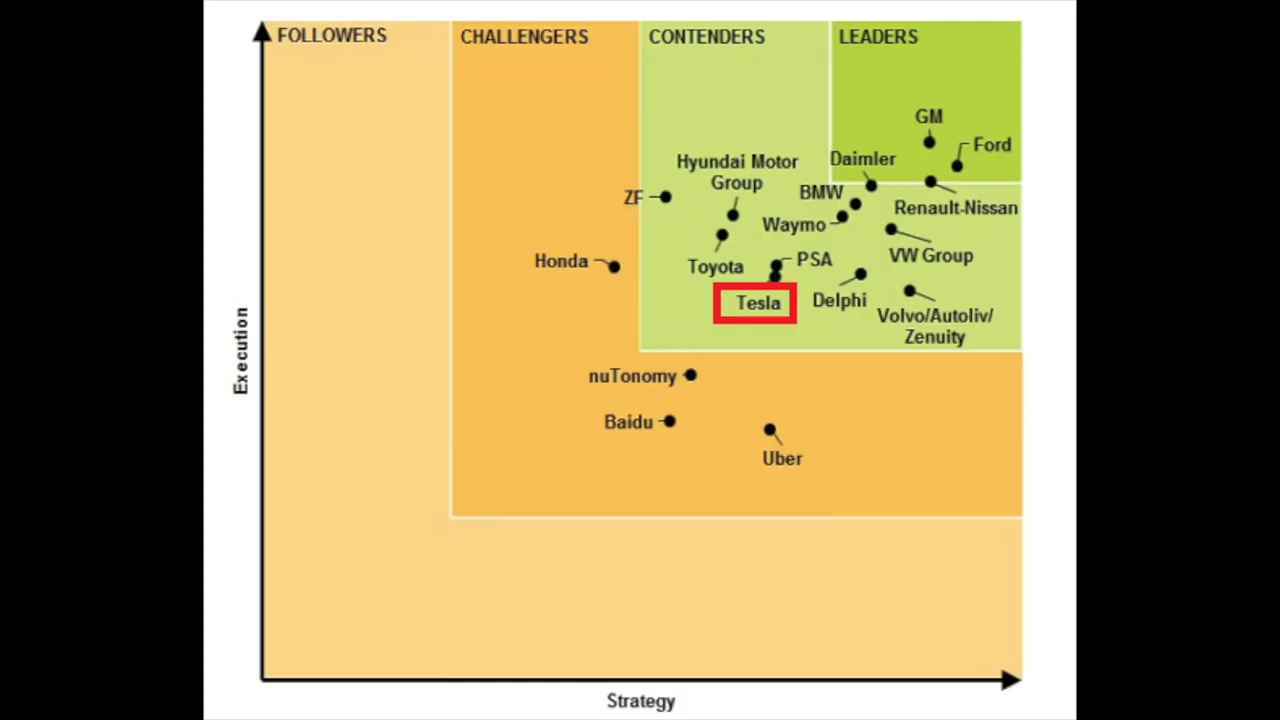 FOLLOWERS
CHALLENGERS
CONTENDERS
LEADERS
GM
Ford
Daimler
Hyundai Motor
Group
ZF
BMW
Renault-Nissan
Waymo
VW Group
Honda
Toyota
PSA
Tesla
Delphi
Volvo/Autoliv/
Zenuity
nuTonomy
Baidu
Uber
Execution
Strategy